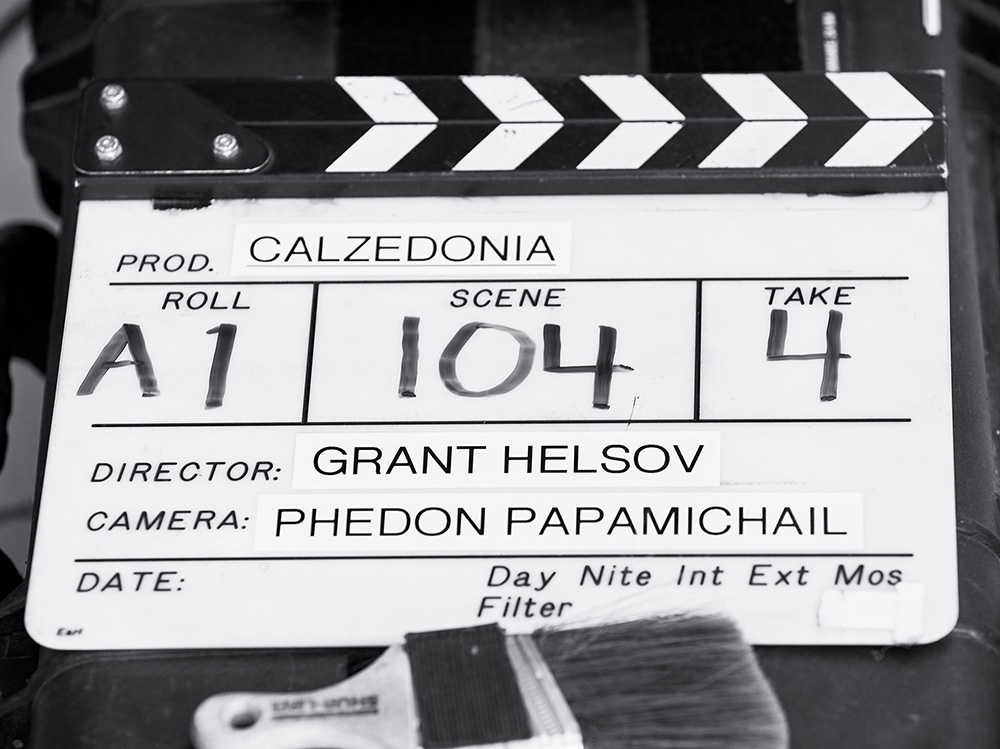 PROD. CALZEDONIA
ROLL SCENE TAKE
A1 104 4
DIRECTOR: GRANT HELSOV
CAMERA: PHEDON PAPAMICHAIL
DATE: Day Nite Int Ext Mos
Filter
Earl